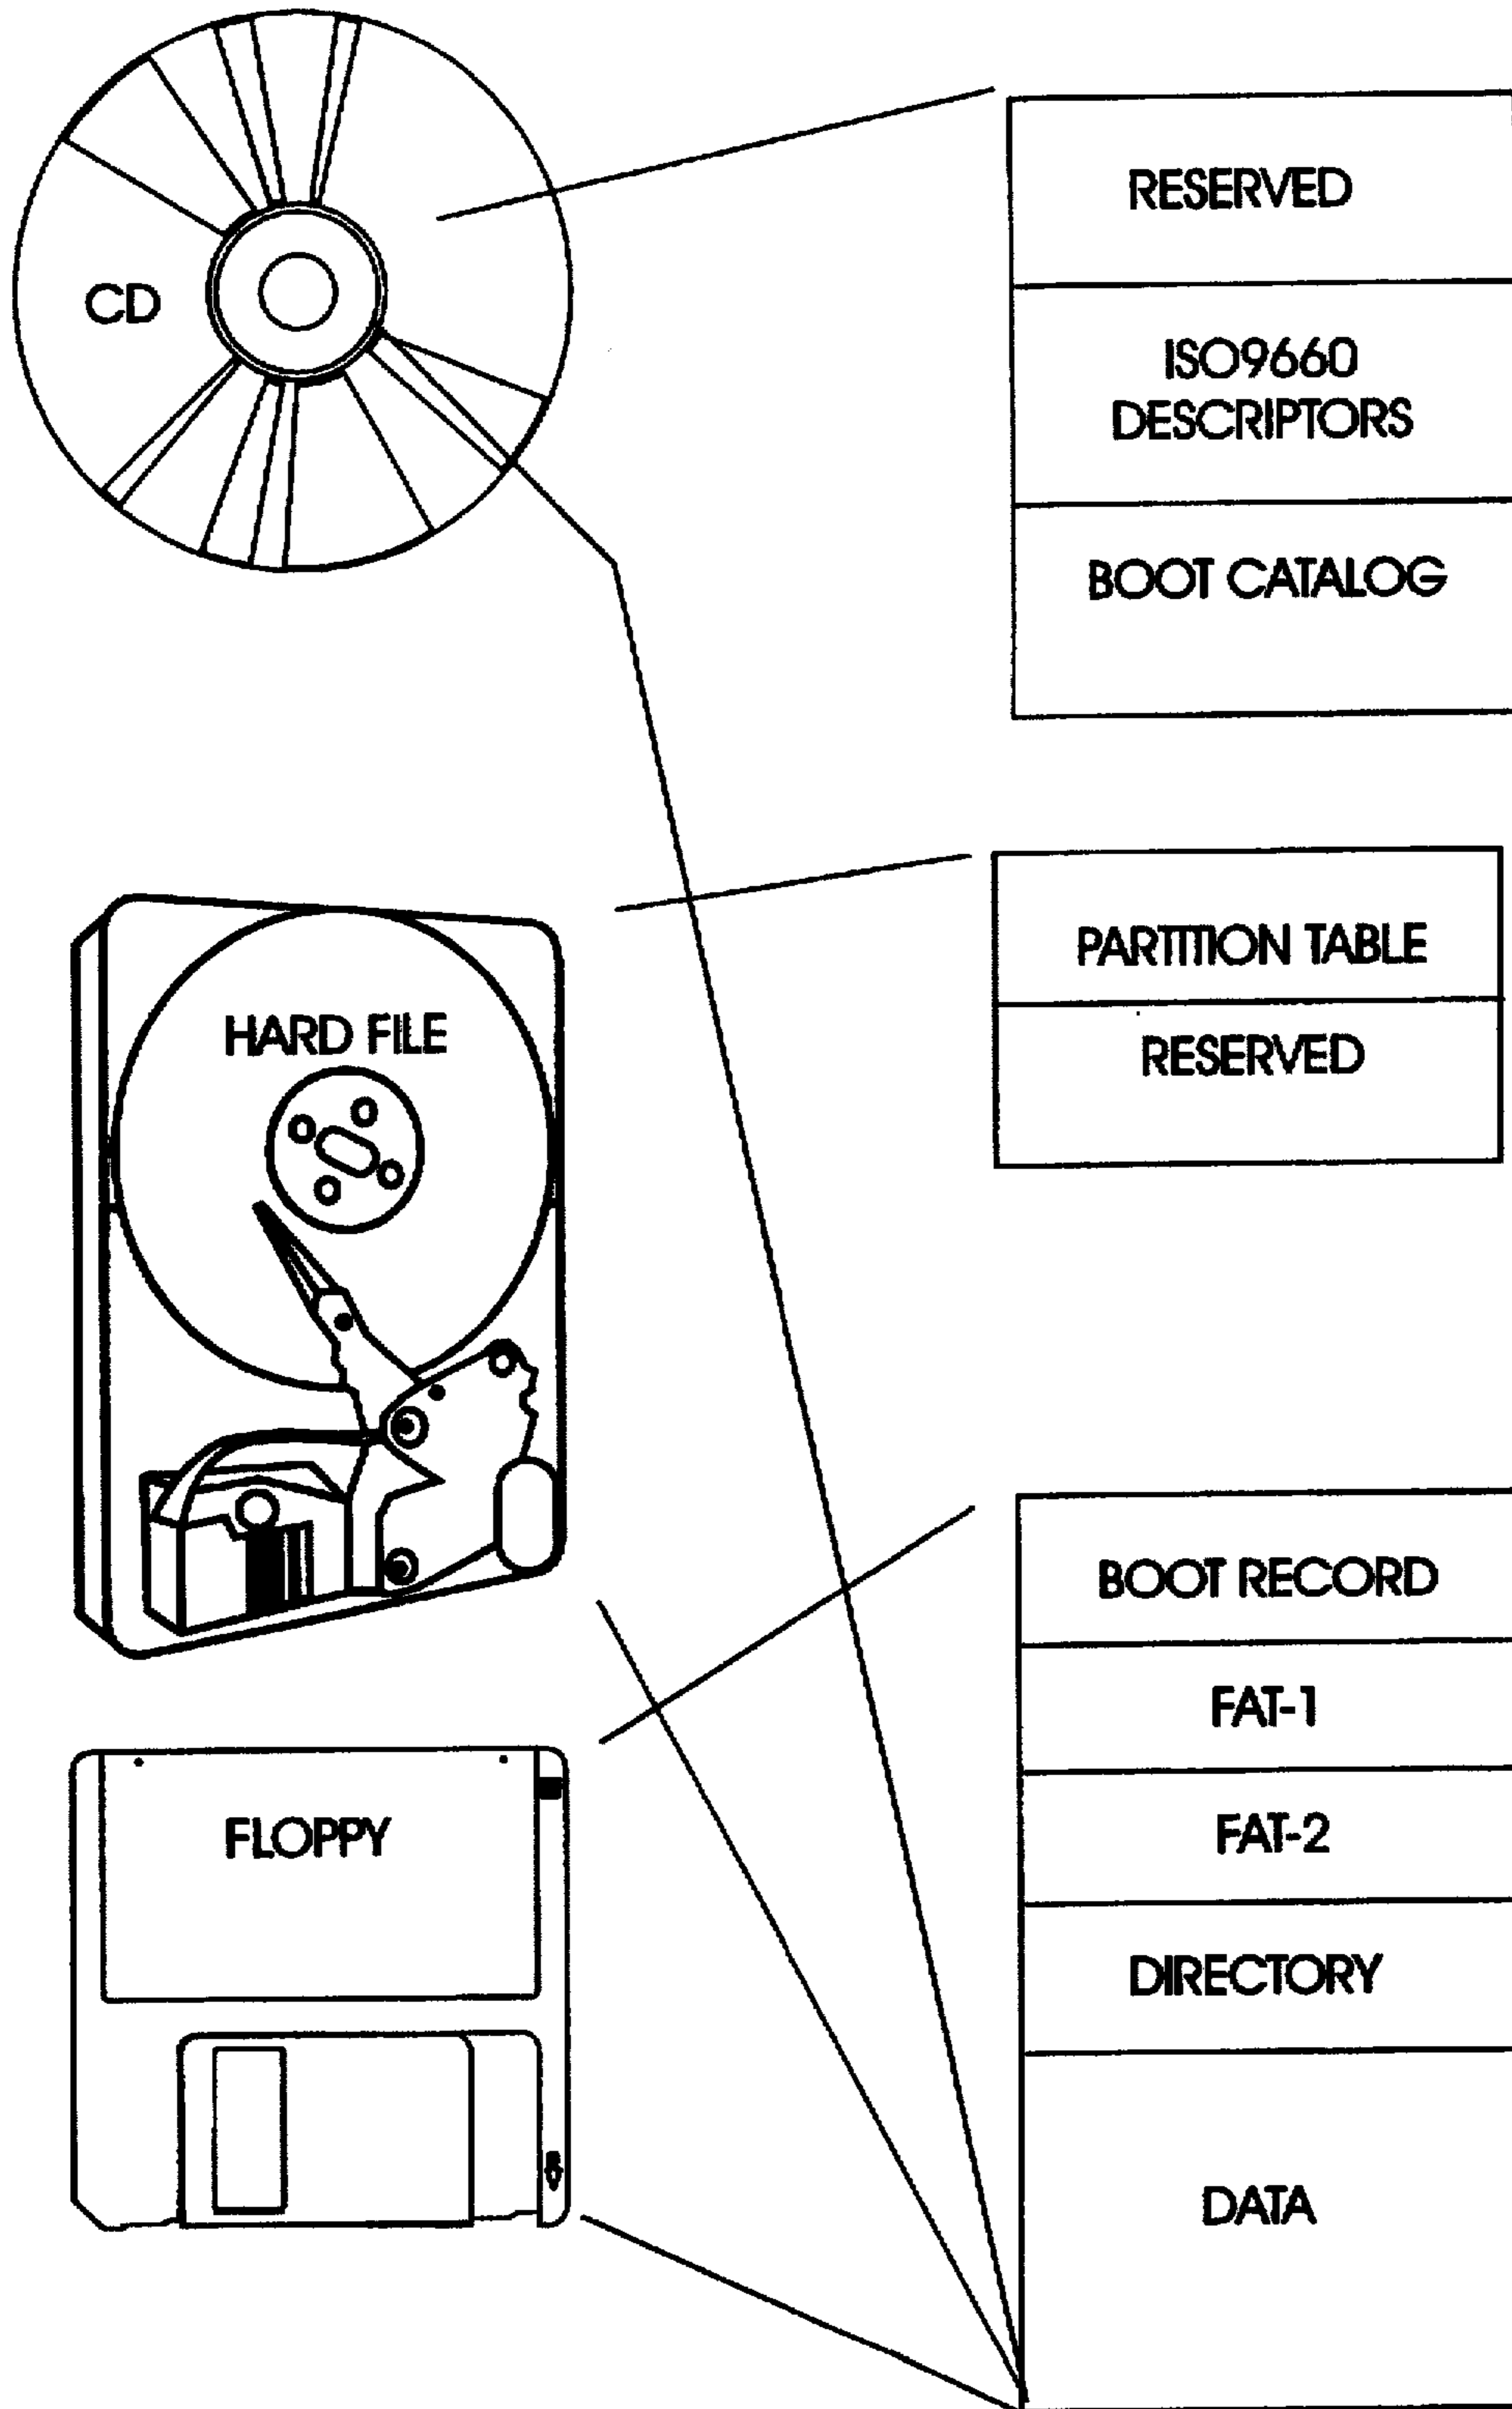 CD
RESERVED
ISO9660
DESCRIPTORS
BOOT CATALOG
HARD FILE
PARTITION TABLE
RESERVED
FLOPPY
BOOT RECORD
FAT-1
FAT-2
DIRECTORY
DATA